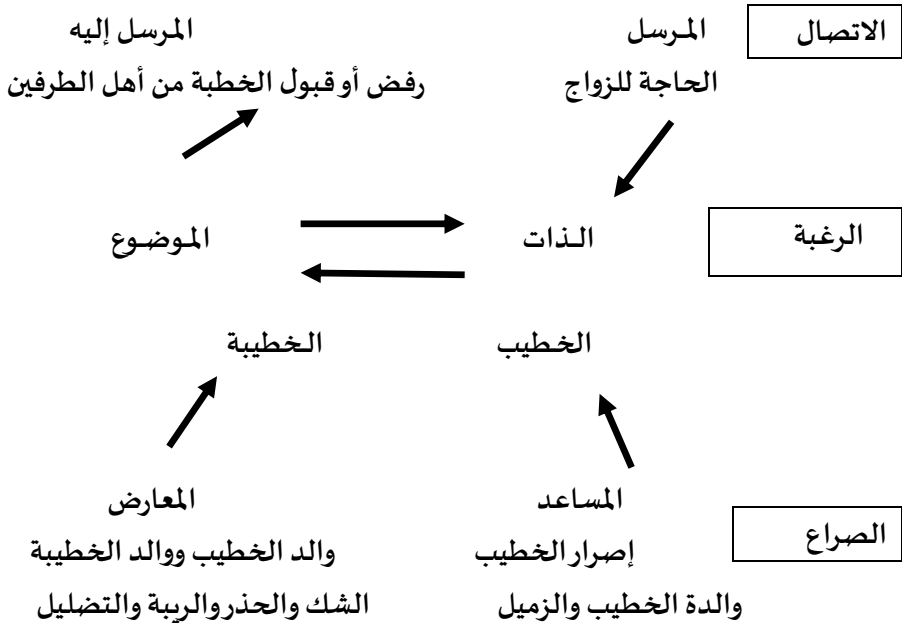 الاتصال المرسل المرسل إليه
الحاجة للزواج رفض أو قبول الخطبة من أهل الطرفين
الرغبة الذات الموضوع
الخطيب الخطيبة
المساعد المعارض
الصراع إصرار الخطيب والد الخطيب ووالد الخطيبة
والدة الخطيب والزميل الشك والحذر والريبة والتضليل